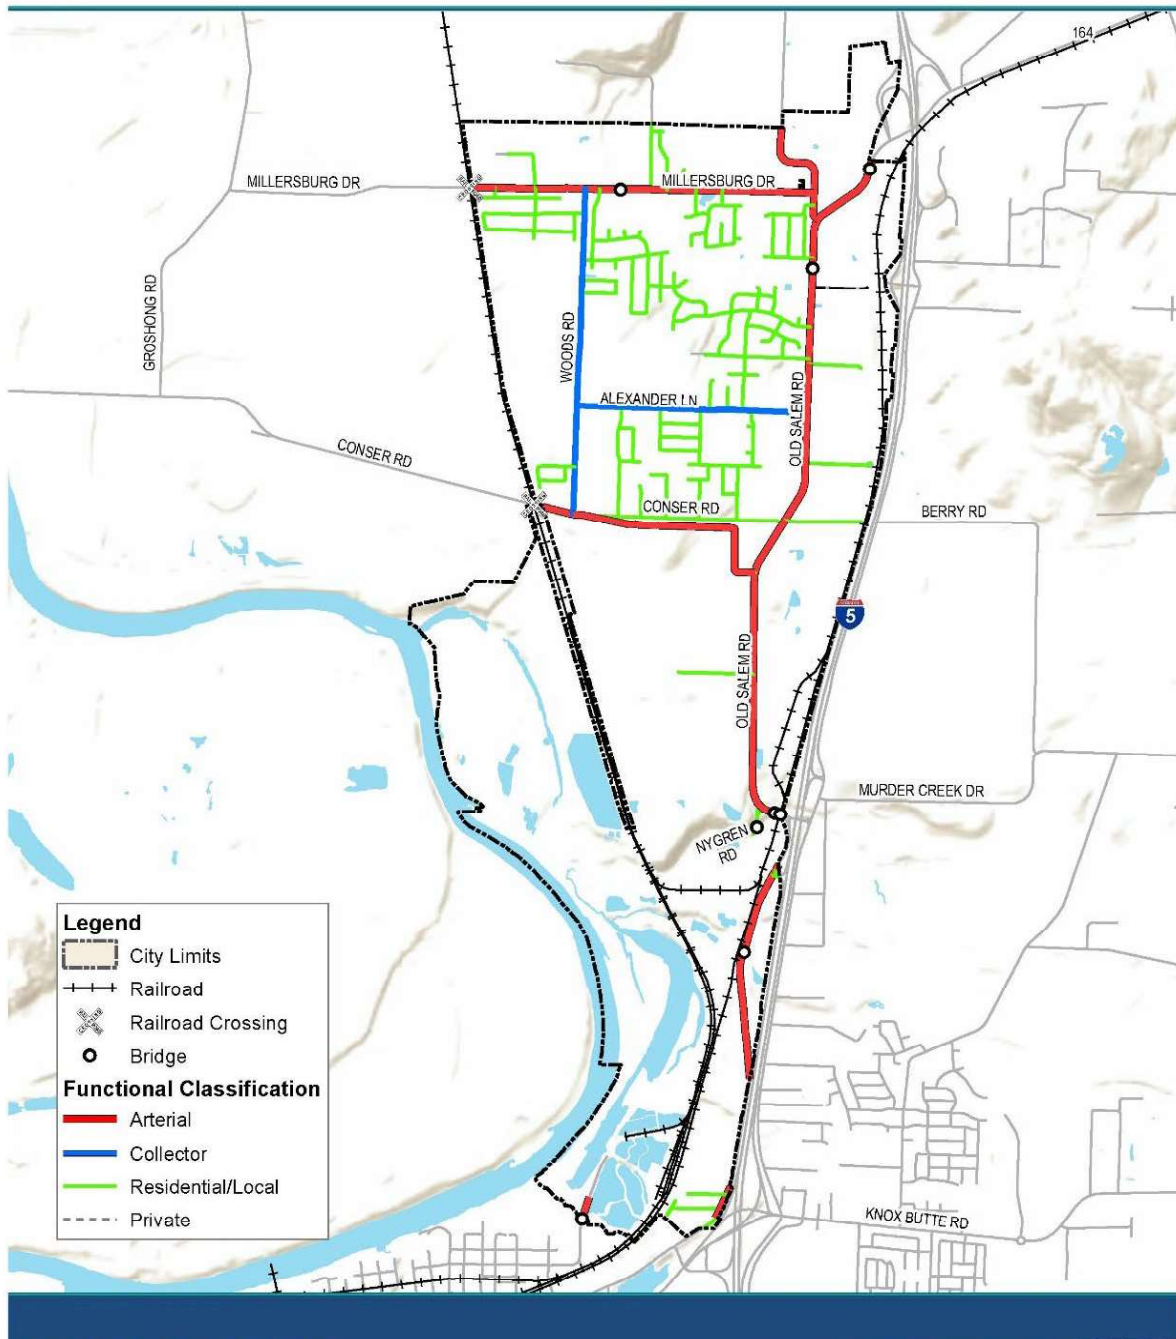 164
MILLERSBURG DR
MILLERSBURG DR
GROSHONG RD
WOODS RD
ALEXANDER LN
OLD SALEM RD
CONSER RD
CONSER RD
BERRY RD
5
OLD SALEM RD
MURDER CREEK DR
NYGREN
RD
KNOX BUTTE RD
Legend
City Limits
Railroad
Railroad Crossing
Bridge
Functional Classification
Arterial
Collector
Residential/Local
Private